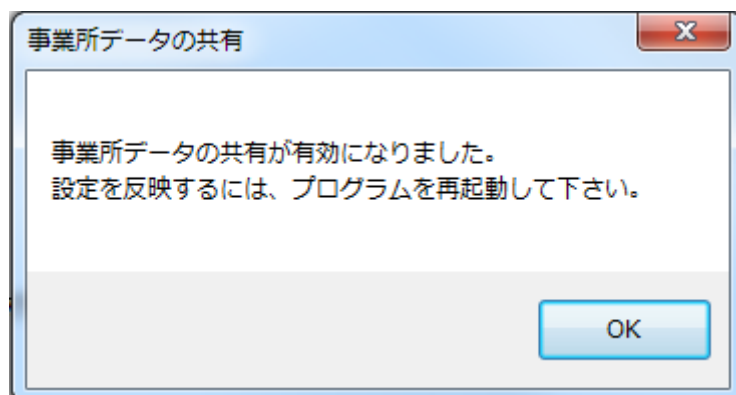 事業所データの共有
事業所データの共有が有効になりました。
設定を反映するには、プログラムを再起動して下さい。
OK